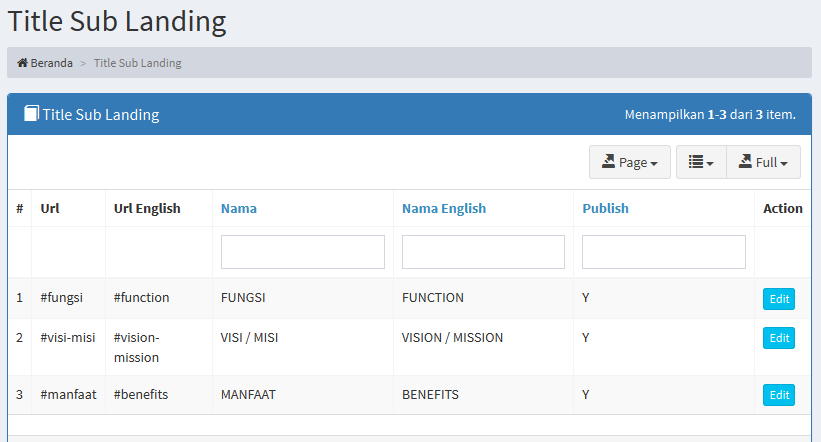 Title Sub Landing
Beranda > Title Sub Landing
Title Sub Landing Menampilkan 1-3 dari 3 item.
Page Full
# Url Url English Nama Nama English Publish Action
1 #fungsi #function FUNGSI FUNCTION Y Edit
2 #visi-misi #vision-mission VISI / MISI VISION / MISSION Y Edit
3 #manfaat #benefits MANFAAT BENEFITS Y Edit